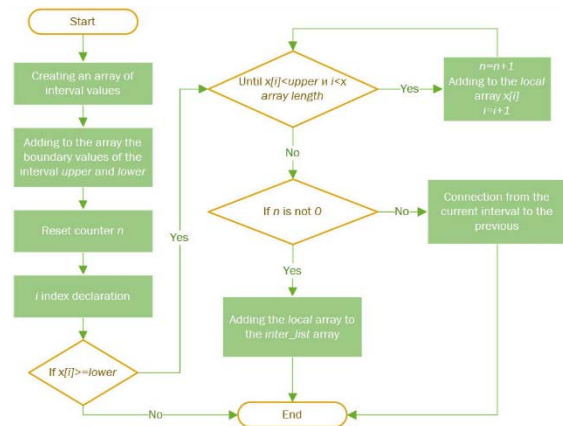 Start
Creating an array of
interval values
Adding to the array the
boundary values of the
interval upper and lower
Reset counter n
i index declaration
If x[i]>=lower
Yes
No
Until x[i]<upper и i<x
array length
Yes
n=n+1
Adding to the local
array x[i]
i=i+1
No
If n is not 0
No
Connection from the
current interval to the
previous
Yes
Adding the local array to
the inter_list array
End